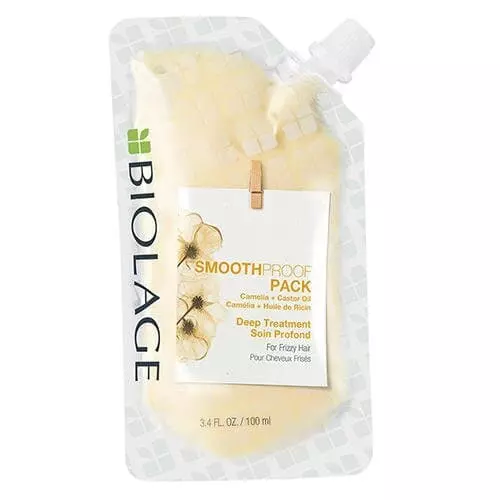 BIOLAGE
SMOOTHPROOF
PACK
Camelia + Castor Oil
Camélia + Huile de Ricin
Deep Treatment
Soin Profond
For Frizzy Hair
Pour Cheveux Frisés
3.4 FL. OZ. / 100 ml